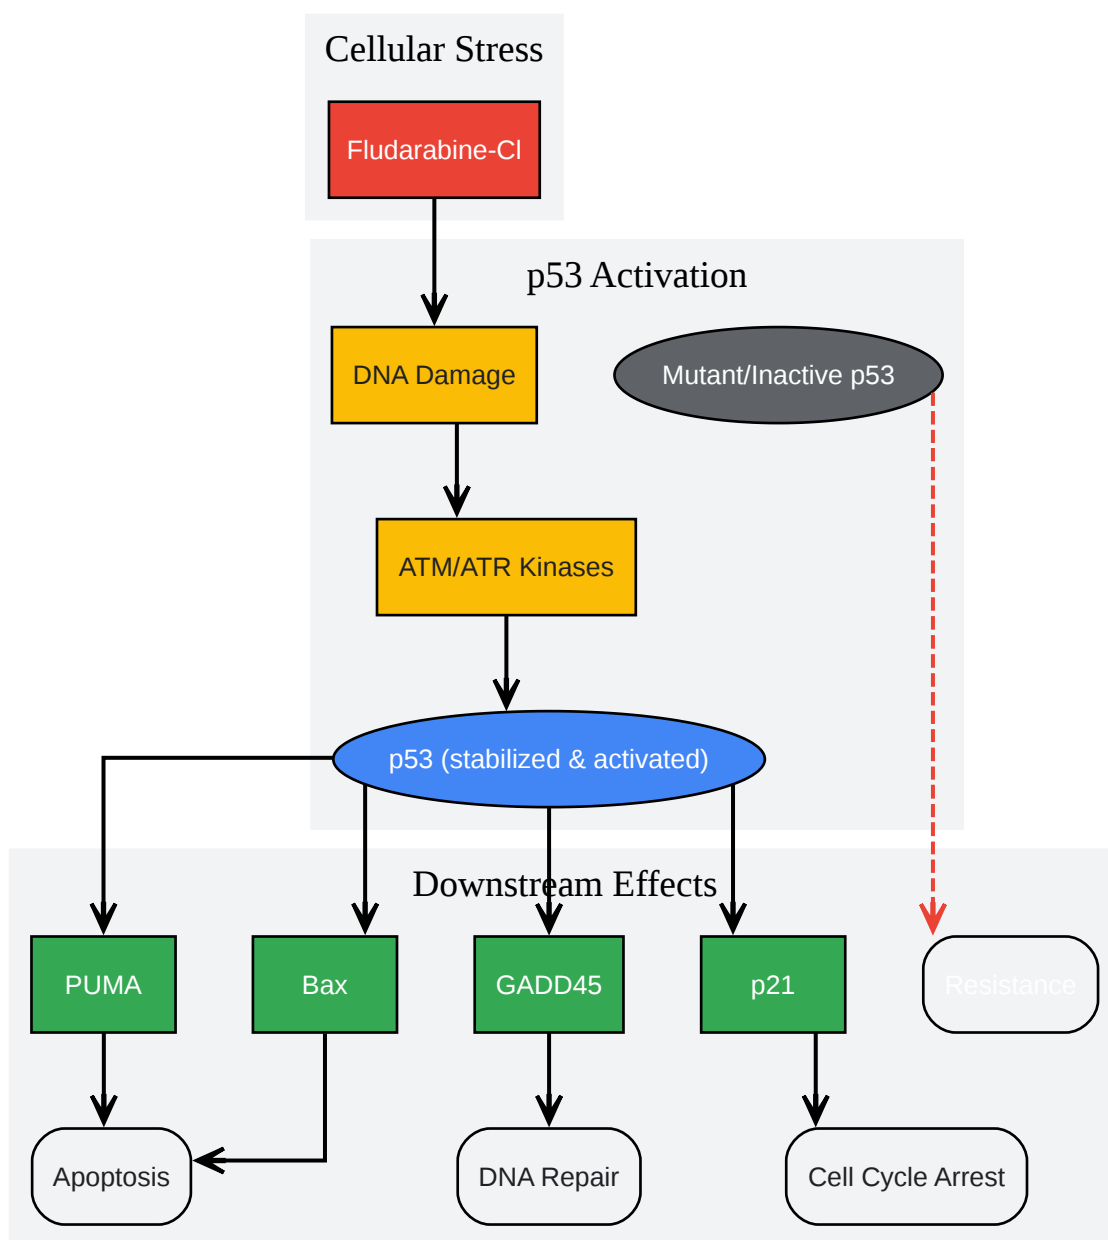 Cellular Stress
Fludarabine-Cl
p53 Activation
DNA Damage
Mutant/Inactive p53
ATM/ATR Kinases
p53 (stabilized & activated)
Downstream Effects
PUMA
Bax
GADD45
p21
Resistance
Apoptosis
DNA Repair
Cell Cycle Arrest